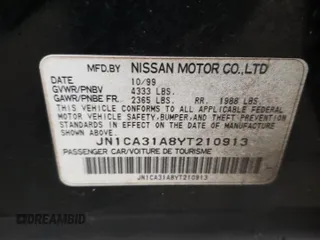 MFD.BY NISSAN MOTOR CO.,LTD
DATE 10/99
GVWR/PNBV 4333 LBS.
GAWR/PNBE FR. 2365 LBS. RR. 1988 LBS.
THIS VEHICLE CONFORMS TO ALL APPLICABLE FEDERAL
MOTOR VEHICLE SAFETY, BUMPER, AND THEFT PREVENTION
STANDARDS IN EFFECT ON THE DATE OF MANUFACTURE
SHOWN ABOVE.
JN1CA31A8YT210913
JN1CA31A8YT210913
PASSENGER CAR/VOITURE DE TOURISME
DREAMBID